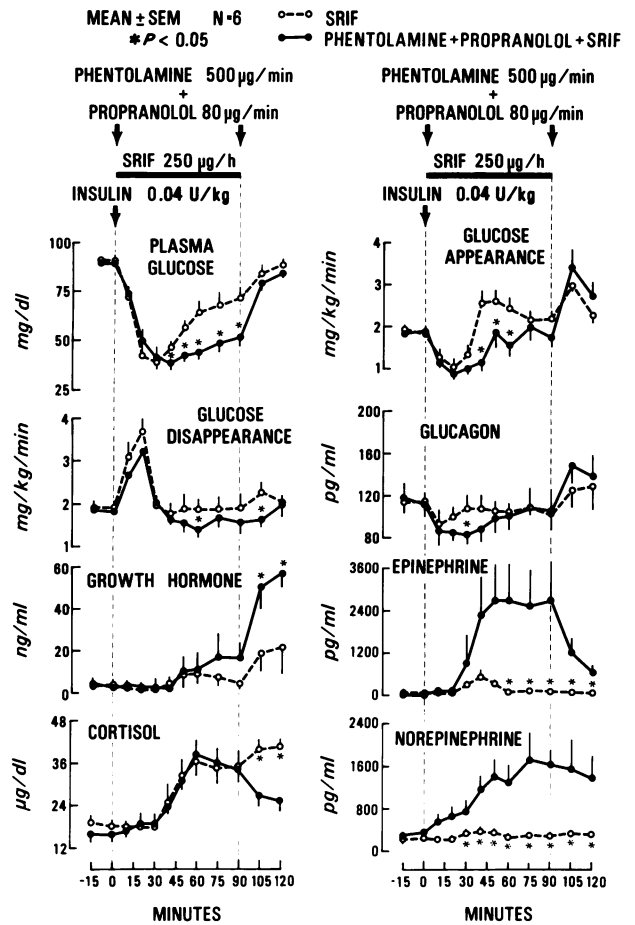 MEAN ± SEM N=6 SRIF
*P < 0.05 PHENTOLAMINE+PROPRANOLOL+SRIF
PHENTOLAMINE 500 µg/min
+
PROPRANOLOL 80 µg/min
SRIF 250 µg/h
INSULIN 0.04 U/kg
PHENTOLAMINE 500 µg/min
+
PROPRANOLOL 80 µg/min
SRIF 250 µg/h
INSULIN 0.04 U/kg
PLASMA
GLUCOSE
mg/dl
100
75
50
25
* * * * *
GLUCOSE
APPEARANCE
mg/kg/min
4
3
2
1
* * *
GLUCOSE
DISAPPEARANCE
mg/kg/min
4
3
2
1
* *
GLUCAGON
pg/ml
200
160
120
80
*
GROWTH HORMONE
ng/ml
60
40
20
0
* *
EPINEPHRINE
pg/ml
3600
2400
1200
0
* * * * *
CORTISOL
µg/dl
48
36
24
12
* *
NOREPINEPHRINE
pg/ml
2400
1600
800
0
* * * * * * * *
-15 0 15 30 45 60 75 90 105 120
MINUTES
-15 0 15 30 45 60 75 90 105 120
MINUTES